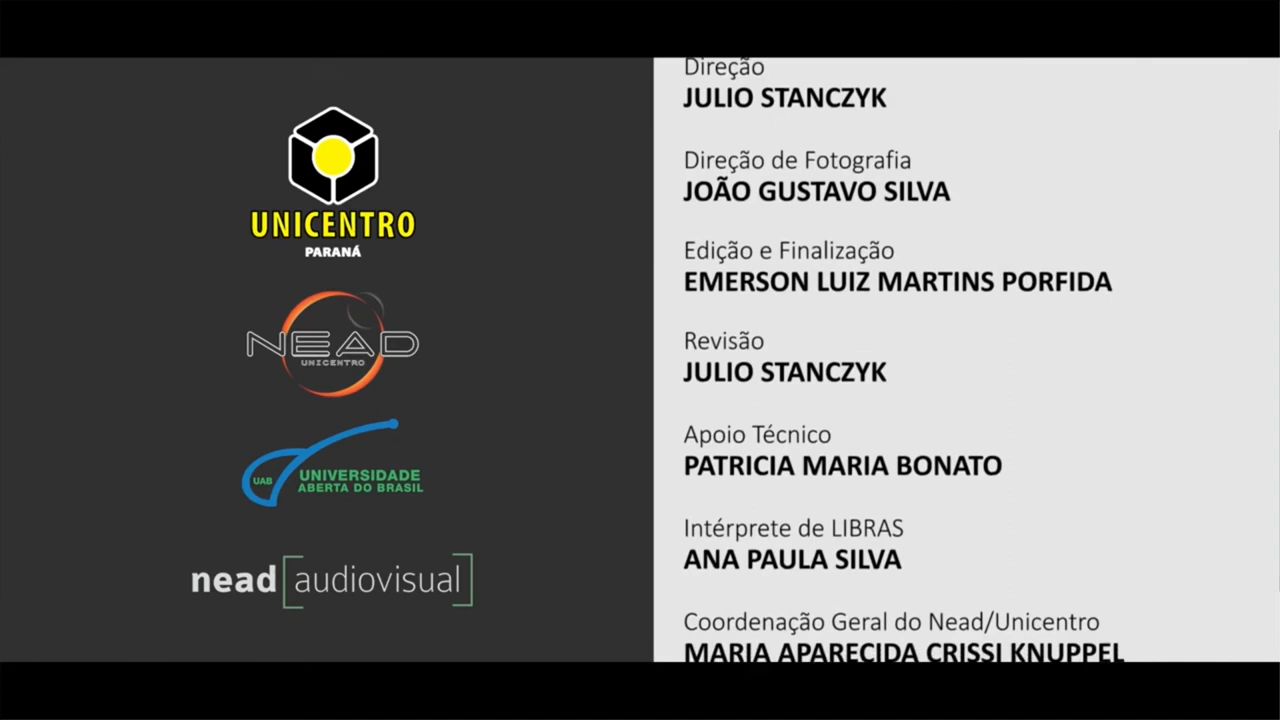 UNICENTRO
PARANÁ
NEAD
UNICENTRO
UAB
UNIVERSIDADE
ABERTA DO BRASIL
nead[audiovisual]
Direção
JULIO STANCZYK
Direção de Fotografia
JOÃO GUSTAVO SILVA
Edição e Finalização
EMERSON LUIZ MARTINS PORFIDA
Revisão
JULIO STANCZYK
Apoio Técnico
PATRICIA MARIA BONATO
Intérprete de LIBRAS
ANA PAULA SILVA
Coordenação Geral do Nead/Unicentro
MARIA APARECIDA CRISSI KNUPPEL